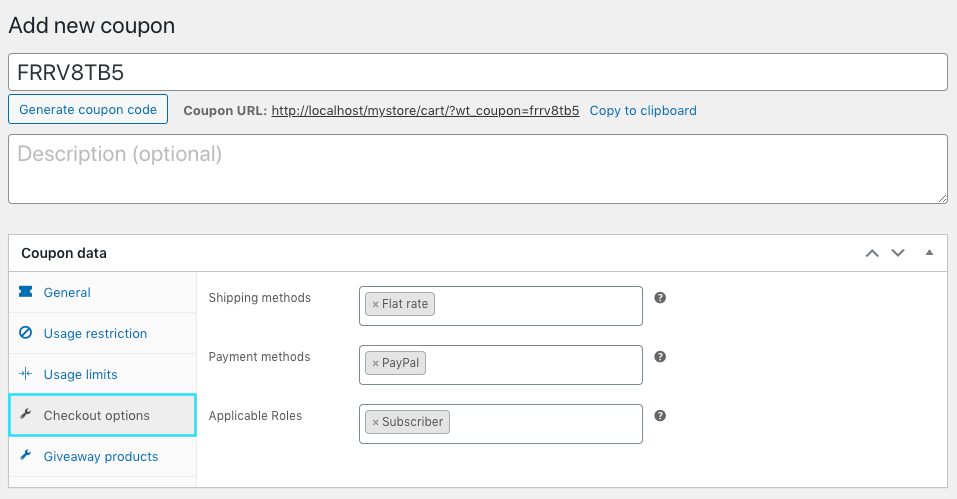 Add new coupon
FRRV8TB5
Generate coupon code Coupon URL: http://localhost/mystore/cart/?wt_coupon=frrv8tb5 Copy to clipboard
Description (optional)
Coupon data
General
Usage restriction
Usage limits
Checkout options
Giveaway products
Shipping methods × Flat rate ?
Payment methods × PayPal ?
Applicable Roles × Subscriber ?